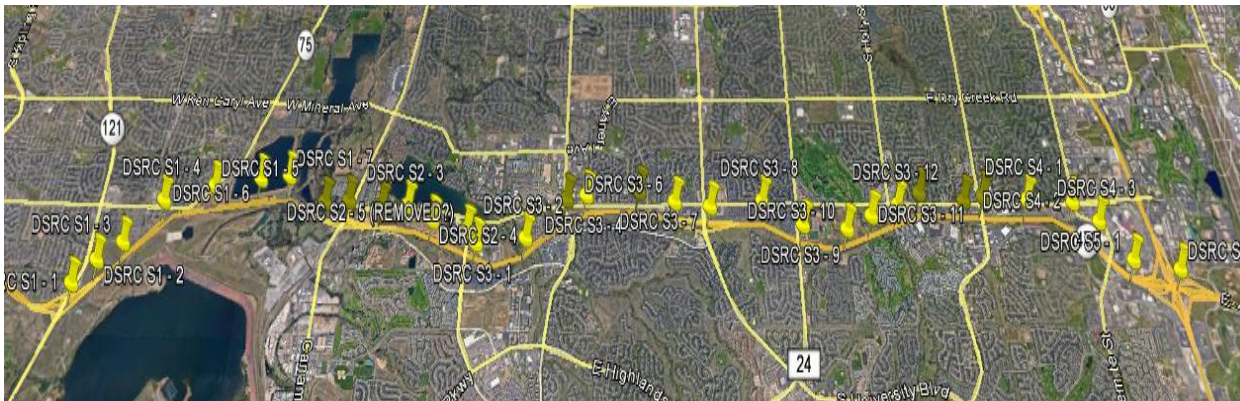 75
W Ken Caryl Ave
W Mineral Ave
E Dry Creek Rd
121
DSRC S1 - 4
DSRC S1 - 5
DSRC S1 - 7
DSRC S2 - 3
DSRC S3 - 6
DSRC S3 - 8
DSRC S3 - 12
DSRC S4 - 1
DSRC S1 - 6
DSRC S2 - 5 (REMOVED?)
DSRC S3 - 2
DSRC S4 - 3
DSRC S1 - 3
DSRC S2 - 4
DSRC S3 - 4
DSRC S3 - 7
DSRC S3 - 10
DSRC S3 - 11
DSRC S4 - 2
DSRC S1 - 2
DSRC S3 - 1
DSRC S3 - 9
DSRC S5 - 1
DSRC S
RC S1 - 1
24
E Highlan
S University Blvd